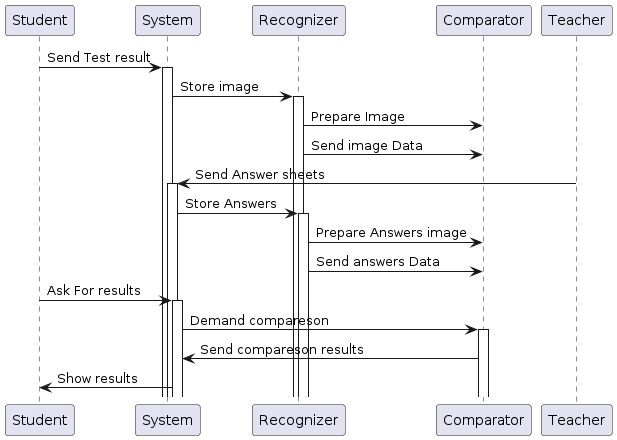 Student System Recognizer Comparator Teacher
Send Test result
Store image
Prepare Image
Send image Data
Send Answer sheets
Store Answers
Prepare Answers image
Send answers Data
Ask For results
Demand compareson
Send compareson results
Show results
Student System Recognizer Comparator Teacher